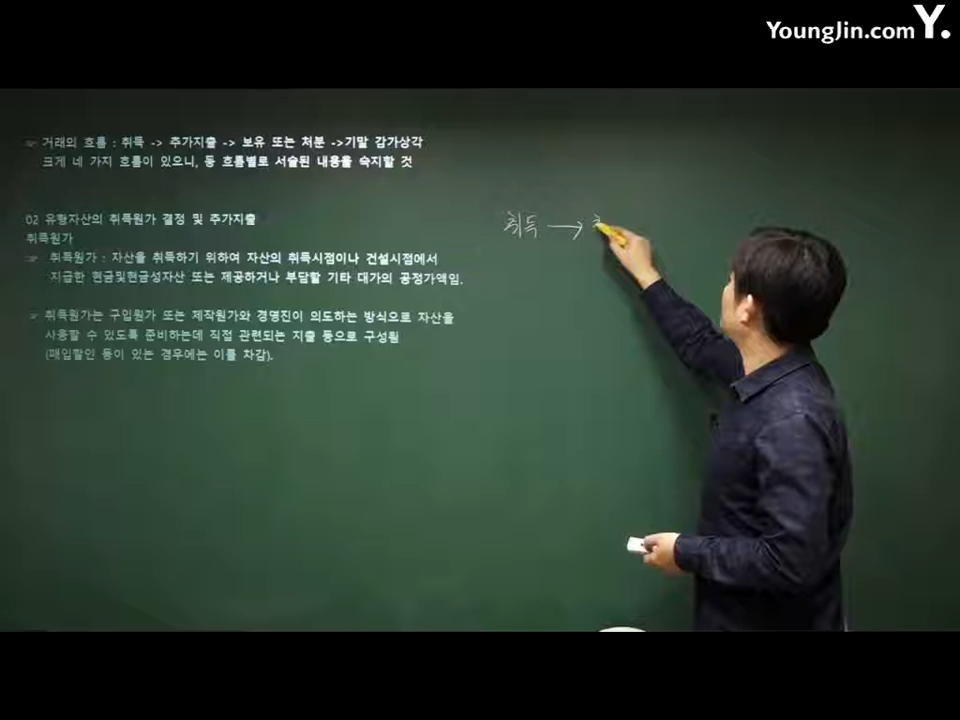 YoungJin.com Y.
☞ 거래의 흐름 : 취득 -> 추가지출 -> 보유 또는 처분 ->기말 감가상각
크게 네 가지 흐름이 있으니, 동 흐름별로 서술된 내용을 숙지할 것
02 유형자산의 취득원가 결정 및 추가지출
취득원가
☞ 취득원가 : 자산을 취득하기 위하여 자산의 취득시점이나 건설시점에서
지급한 현금및현금성자산 또는 제공하거나 부담할 기타 대가의 공정가액임.
☞ 취득원가는 구입원가 또는 제작원가와 경영진이 의도하는 방식으로 자산을
사용할 수 있도록 준비하는데 직접 관련되는 지출 등으로 구성됨
(매입할인 등이 있는 경우에는 이를 차감).
취득 →